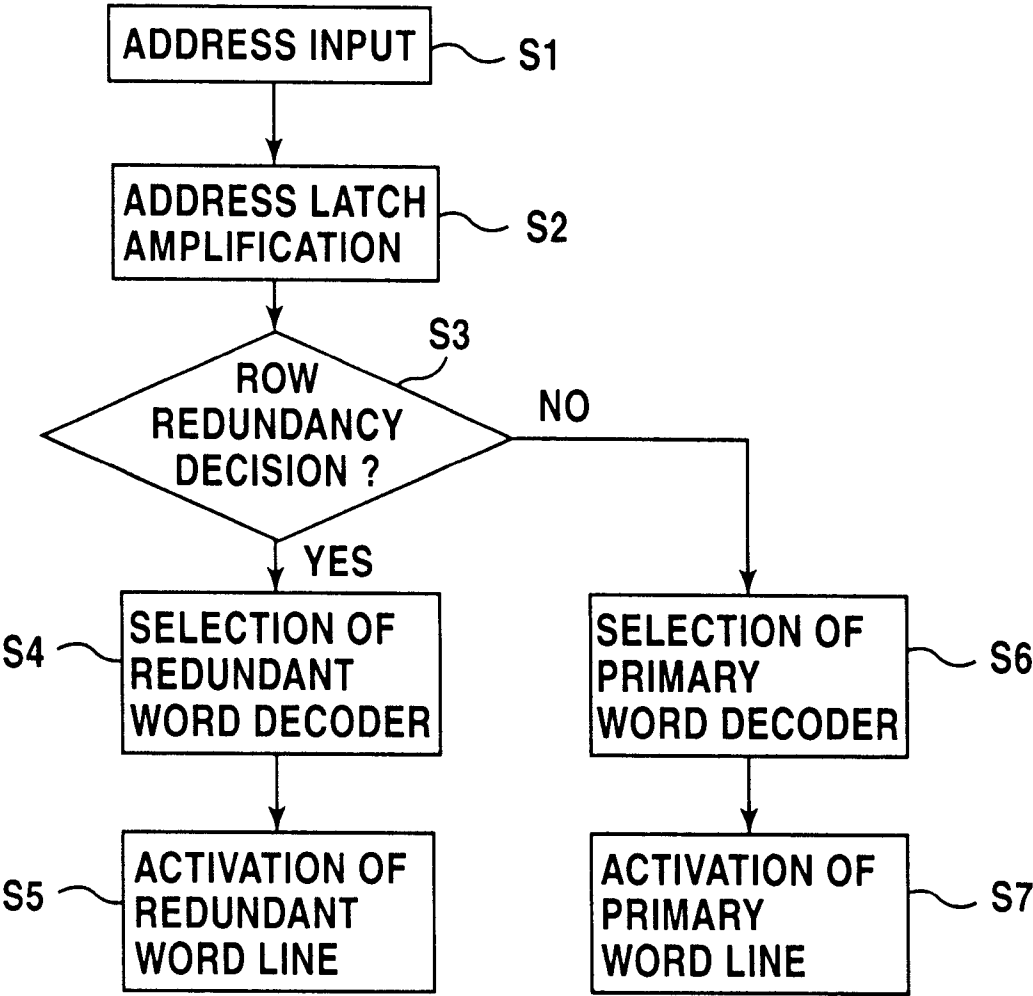 ADDRESS INPUT
S1
ADDRESS LATCH
AMPLIFICATION
S2
S3
ROW
REDUNDANCY
DECISION ?
NO
YES
S4
SELECTION OF
REDUNDANT
WORD DECODER
SELECTION OF
PRIMARY
WORD DECODER
S6
S5
ACTIVATION OF
REDUNDANT
WORD LINE
ACTIVATION OF
PRIMARY
WORD LINE
S7